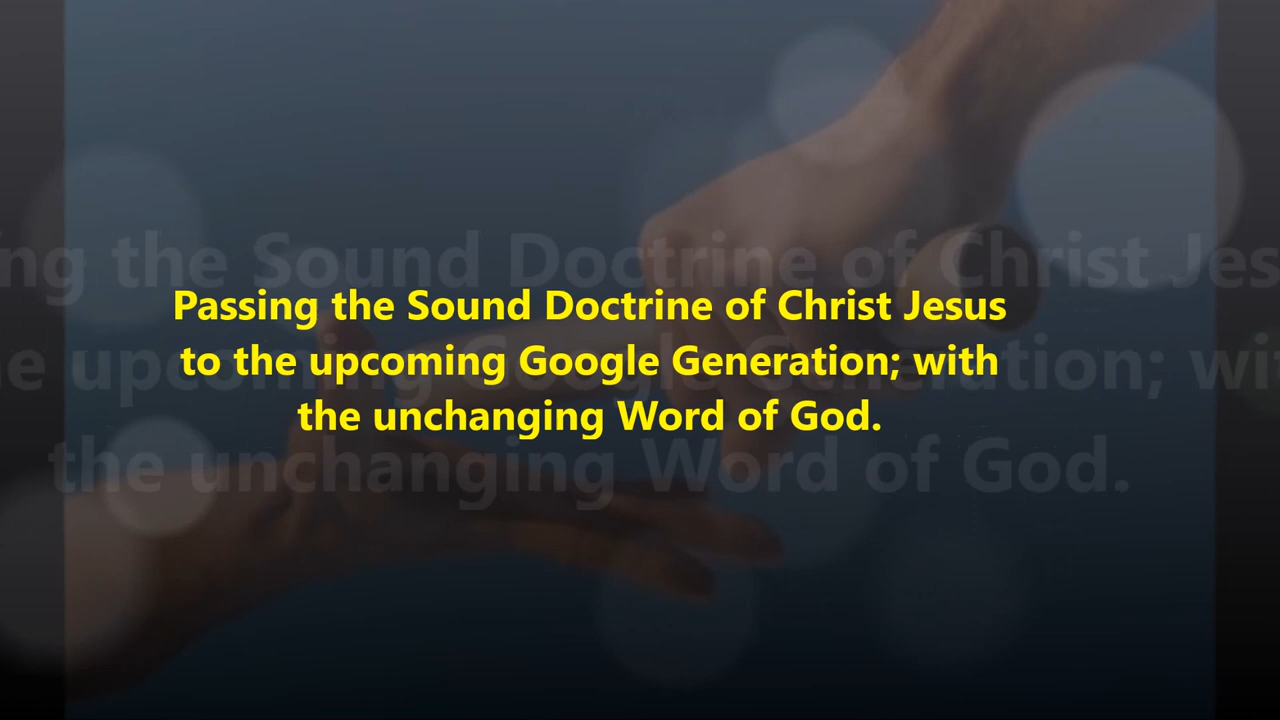 Passing the Sound Doctrine of Christ Jesus
to the upcoming Google Generation; with
the unchanging Word of God.